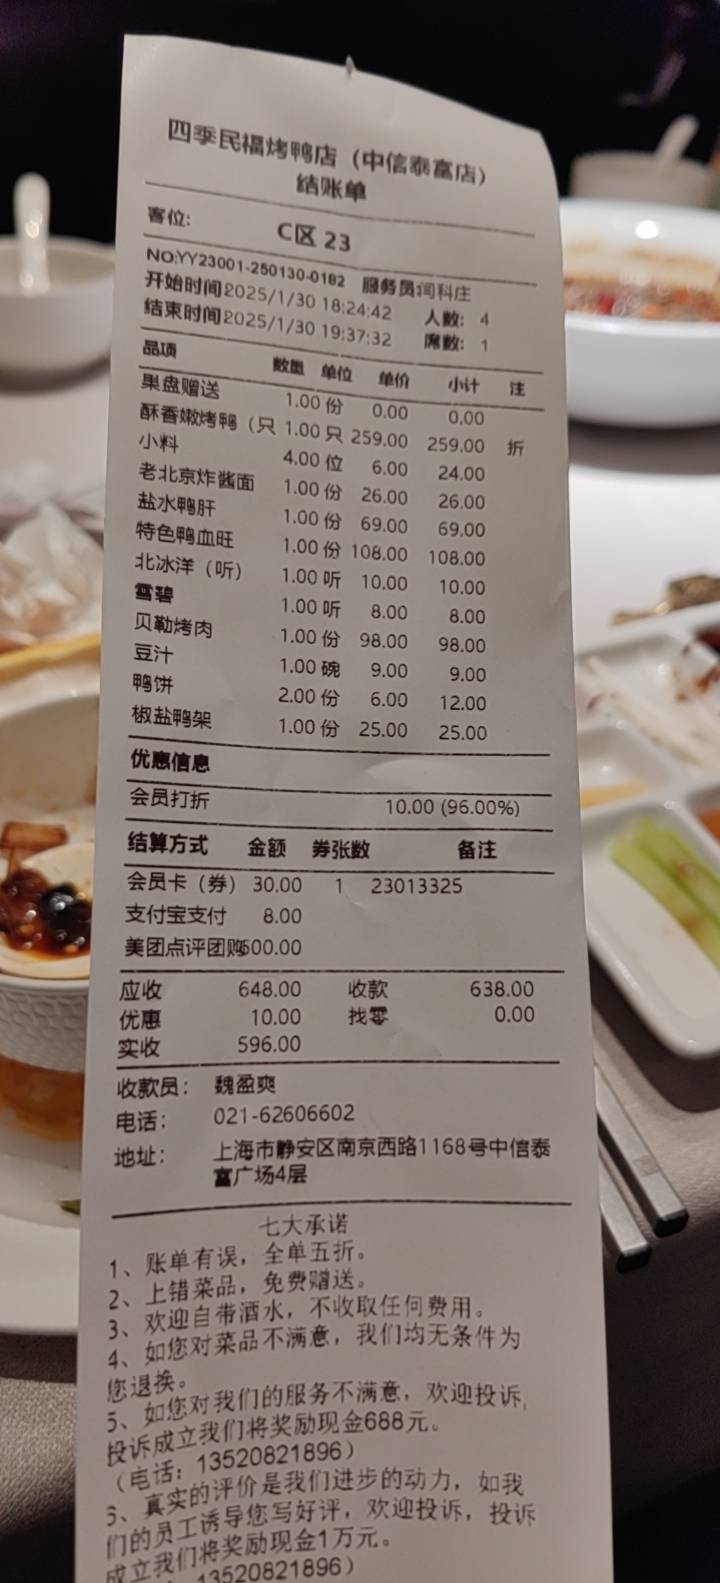 四季民福烤鸭店（中信泰富店）
结账单
客位: C区 23
NO:YY23001-250130-0182 服务员:闫科庄
开始时间2025/1/30 18:24:42 人数: 4
结束时间2025/1/30 19:37:32 席数: 1
品项 数量 单位 单价 小计 注
果盘赠送 1.00 份 0.00 0.00
酥香嫩烤鸭（只 1.00 只 259.00 259.00 折
小料 4.00 位 6.00 24.00
老北京炸酱面 1.00 份 26.00 26.00
盐水鸭肝 1.00 份 69.00 69.00
特色鸭血旺 1.00 份 108.00 108.00
北冰洋（听） 1.00 听 10.00 10.00
雪碧 1.00 听 8.00 8.00
贝勒烤肉 1.00 份 98.00 98.00
豆汁 1.00 碗 9.00 9.00
鸭饼 2.00 份 6.00 12.00
椒盐鸭架 1.00 份 25.00 25.00
优惠信息
会员打折 10.00 (96.00%)
结算方式 金额 券张数 备注
会员卡（券） 30.00 1 23013325
支付宝支付 8.00
美团点评团购600.00
应收 648.00 收款 638.00
优惠 10.00 找零 0.00
实收 596.00
收款员： 魏盈爽
电话： 021-62606602
地址： 上海市静安区南京西路1168号中信泰
富广场4层
七大承诺
1、账单有误，全单五折。
2、上错菜品，免费赠送。
3、欢迎自带酒水，不收取任何费用。
4、如您对菜品不满意，我们均无条件为
您退换。
5、如您对我们的服务不满意，欢迎投诉,
投诉成立我们将奖励现金688元。
（电话：13520821896）
6、真实的评价是我们进步的动力，如我
们的员工诱导您写好评，欢迎投诉，投诉
成立我们将奖励现金1万元。
13520821896）